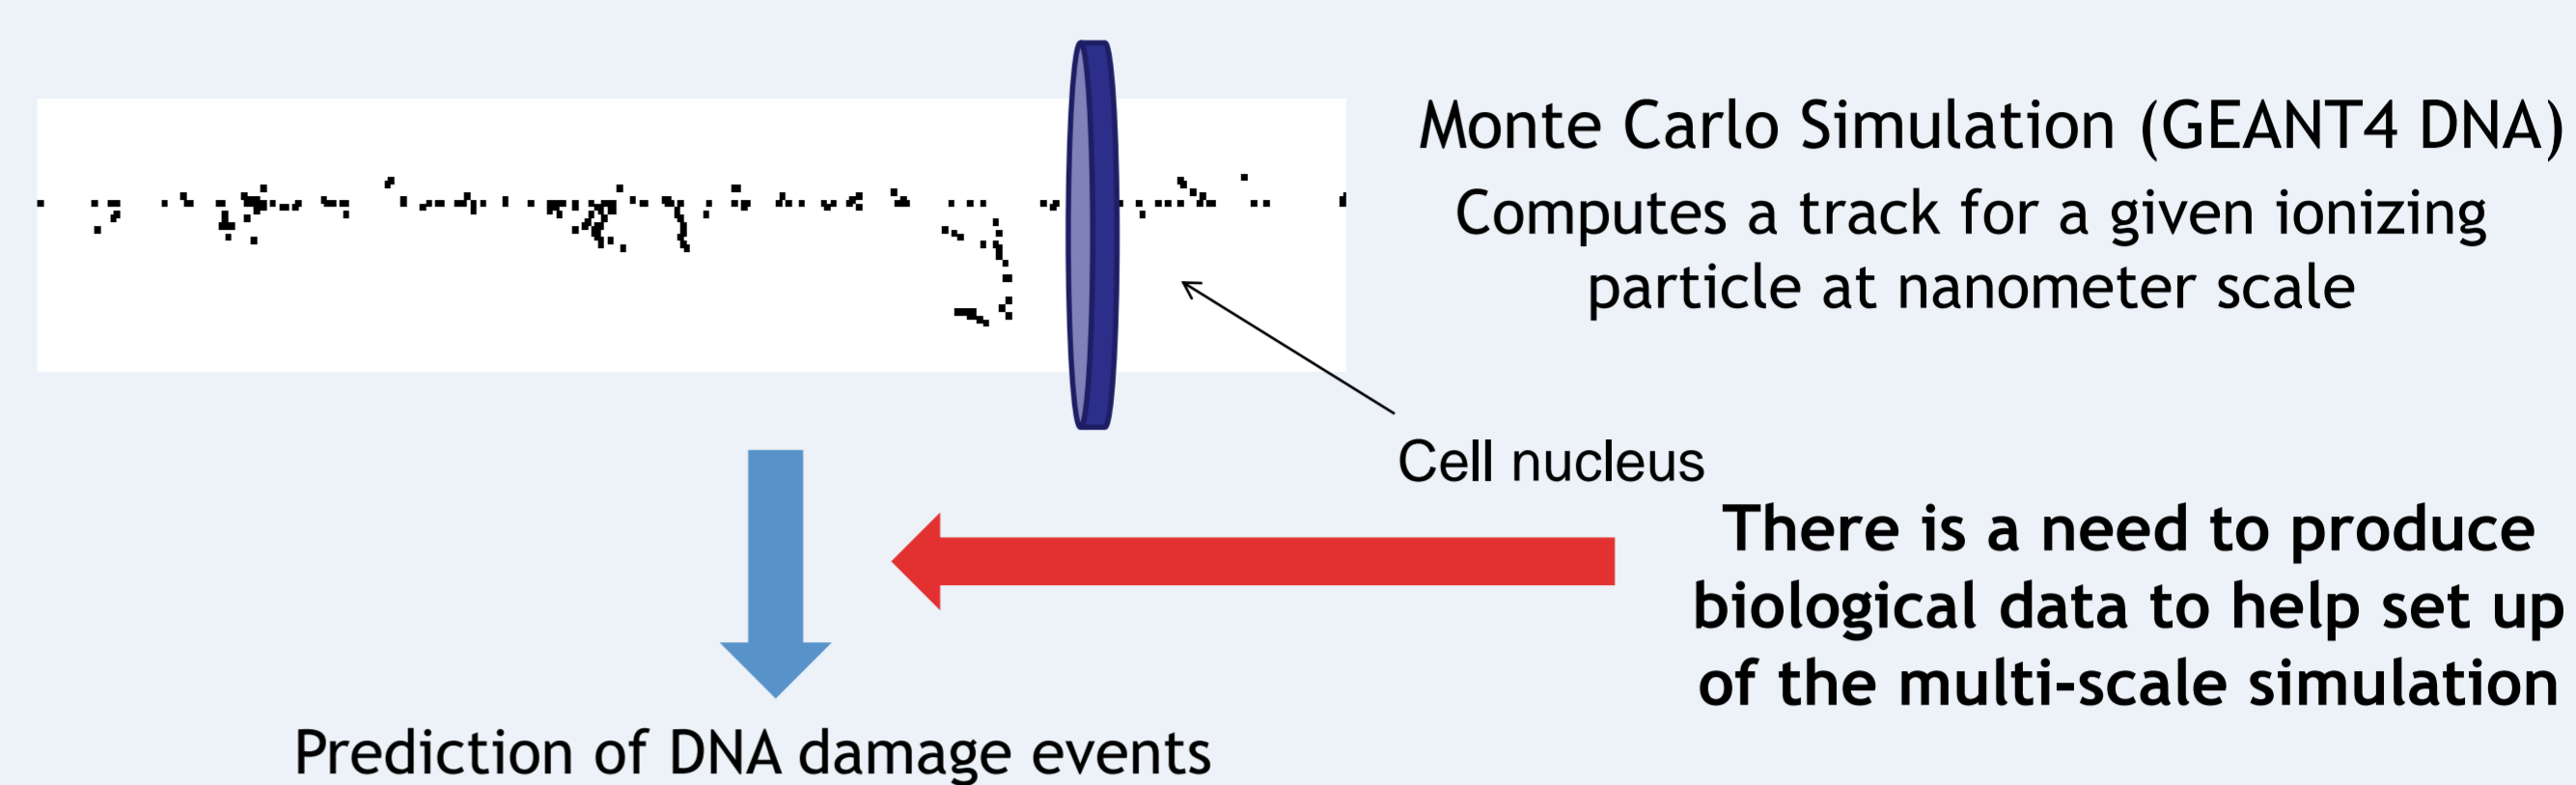 Monte Carlo Simulation (GEANT4 DNA)
Computes a track for a given ionizing
particle at nanometer scale
Cell nucleus
There is a need to produce
biological data to help set up
of the multi-scale simulation
Prediction of DNA damage events